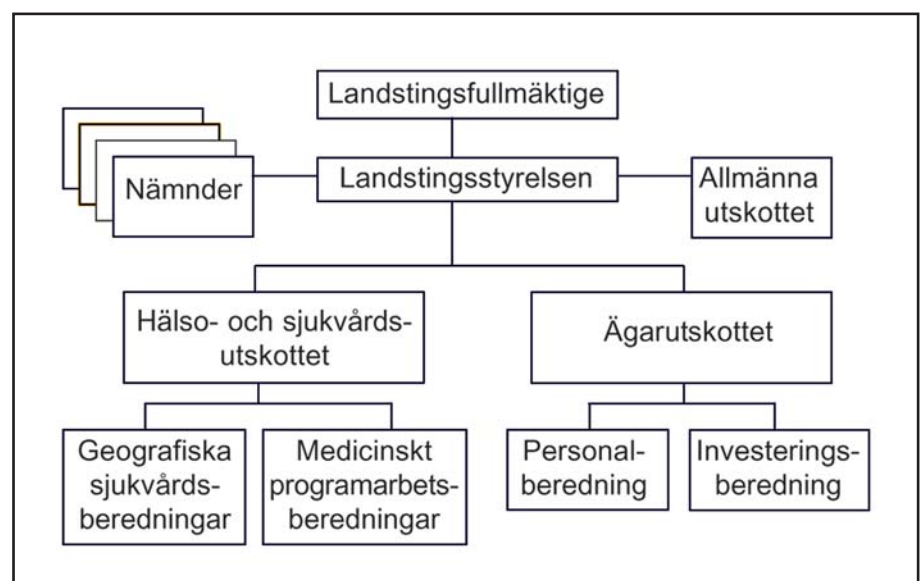 Landstingsfullmäktige
Nämnder
Landstingsstyrelsen
Allmänna
utskottet
Hälso- och sjukvårds-
utskottet
Ägarutskottet
Geografiska
sjukvårds-
beredningar
Medicinskt
programarbets-
beredningar
Personal-
beredning
Investerings-
beredning